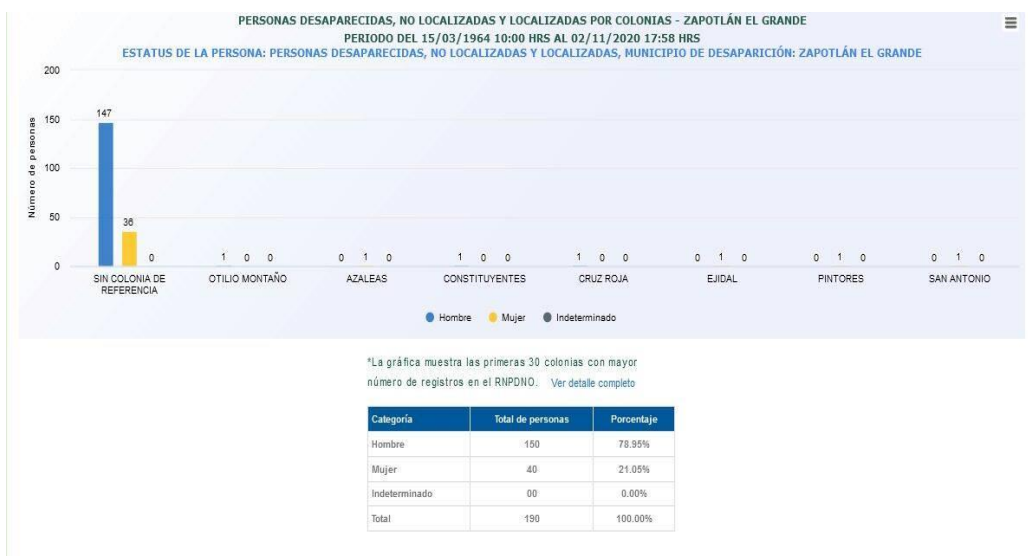 PERSONAS DESAPARECIDAS, NO LOCALIZADAS Y LOCALIZADAS POR COLONIAS - ZAPOTLÁN EL GRANDE
PERIODO DEL 15/03/1964 10:00 HRS AL 02/11/2020 17:58 HRS
ESTATUS DE LA PERSONA: PERSONAS DESAPARECIDAS, NO LOCALIZADAS Y LOCALIZADAS, MUNICIPIO DE DESAPARICIÓN: ZAPOTLÁN EL GRANDE
Número de personas
200
150
100
50
0
147 36 0
1 0 0
0 1 0
1 0 0
1 0 0
0 1 0
0 1 0
0 1 0
SIN COLONIA DE
REFERENCIA
OTILIO MONTAÑO
AZALEAS
CONSTITUYENTES
CRUZ ROJA
EJIDAL
PINTORES
SAN ANTONIO
Hombre Mujer Indeterminado
*La gráfica muestra las primeras 30 colonias con mayor
número de registros en el RNPDNO. Ver detalle completo
Categoría Total de personas Porcentaje
Hombre 150 78.95%
Mujer 40 21.05%
Indeterminado 00 0.00%
Total 190 100.00%